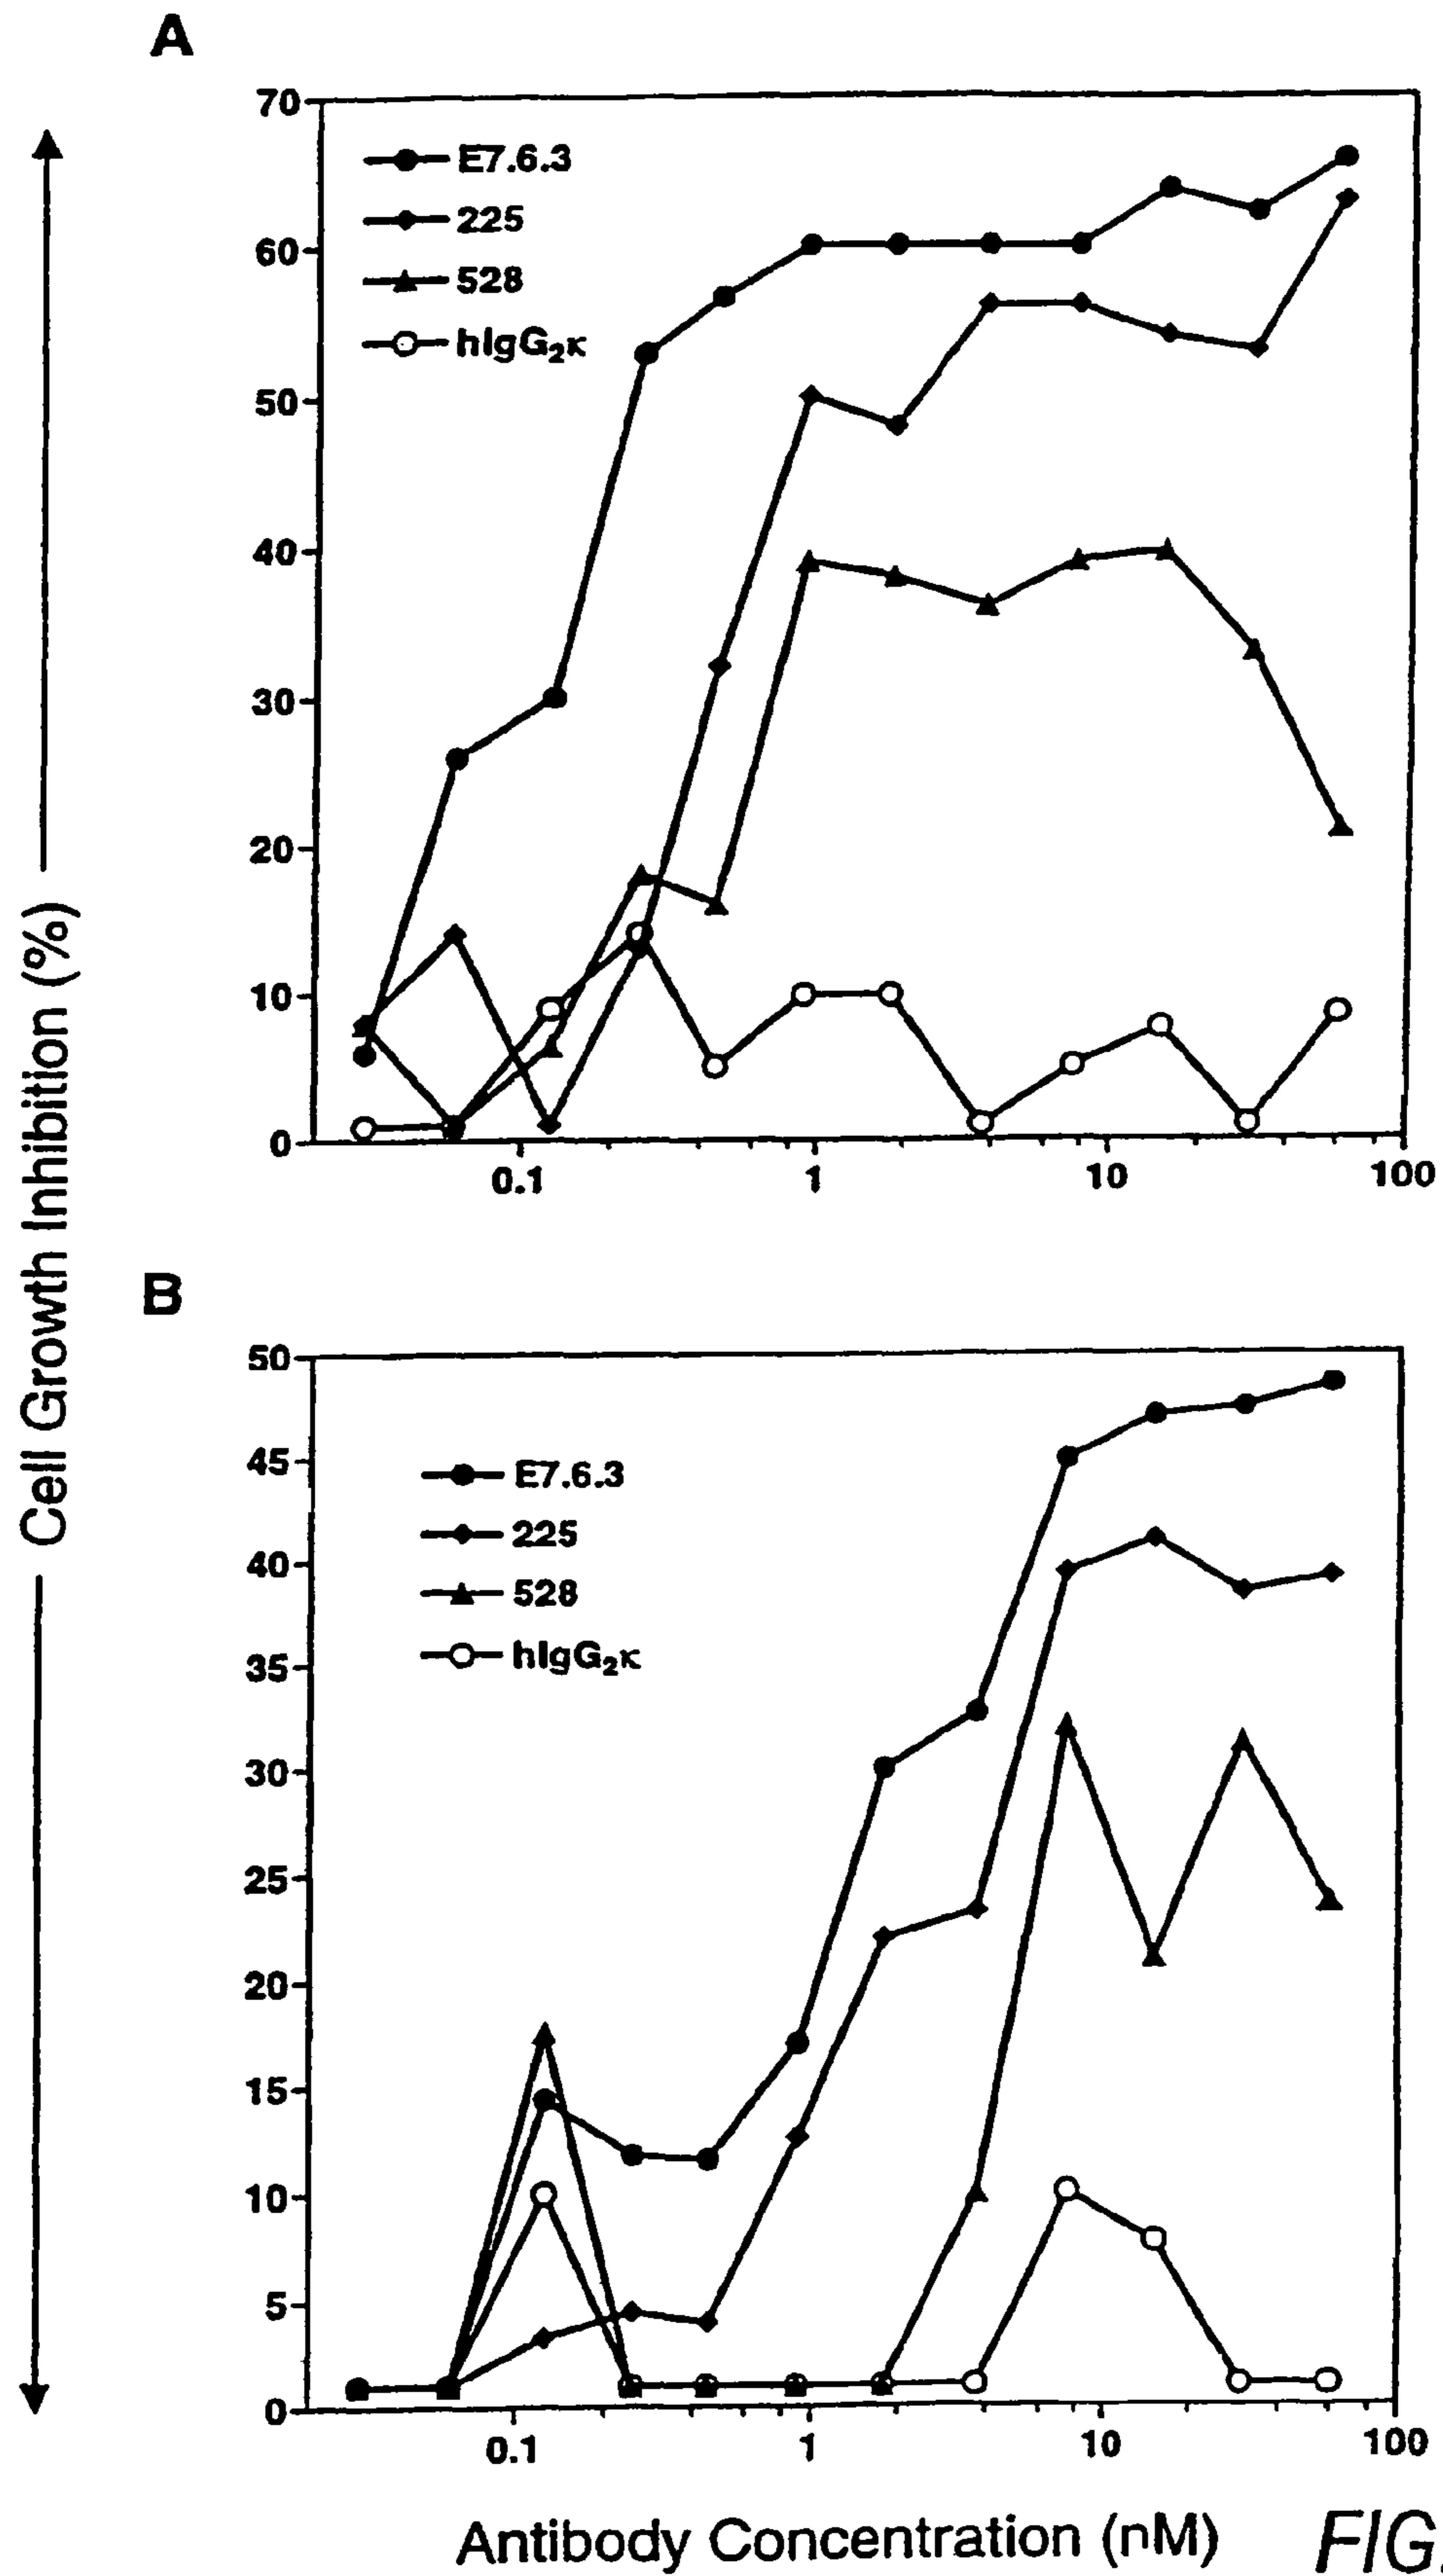 A
70
60
50
40
30
20
10
0
E7.6.3
225
528
hIgG₂κ
0.1 1 10 100
Cell Growth Inhibition (%)
B
50
45
40
35
30
25
20
15
10
5
0
E7.6.3
225
528
hIgG₂κ
0.1 1 10 100
Antibody Concentration (nM)
FIG.